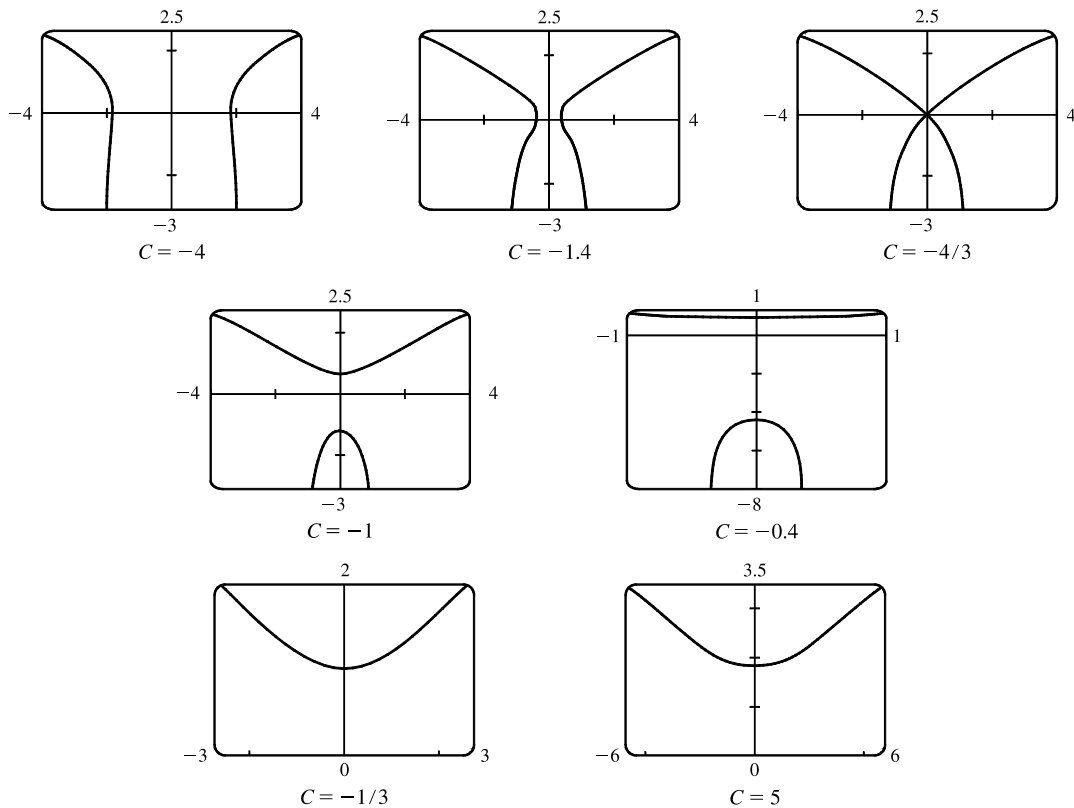 2.5 2.5 2.5
−4 4 −4 4 −4 4
−3 −3 −3
C = −4 C = −1.4 C = −4/3
2.5 1
−4 4 −1 1
−3 −8
C = −1 C = −0.4
2 3.5
−3 3 −6 6
0 0
C = −1/3 C = 5